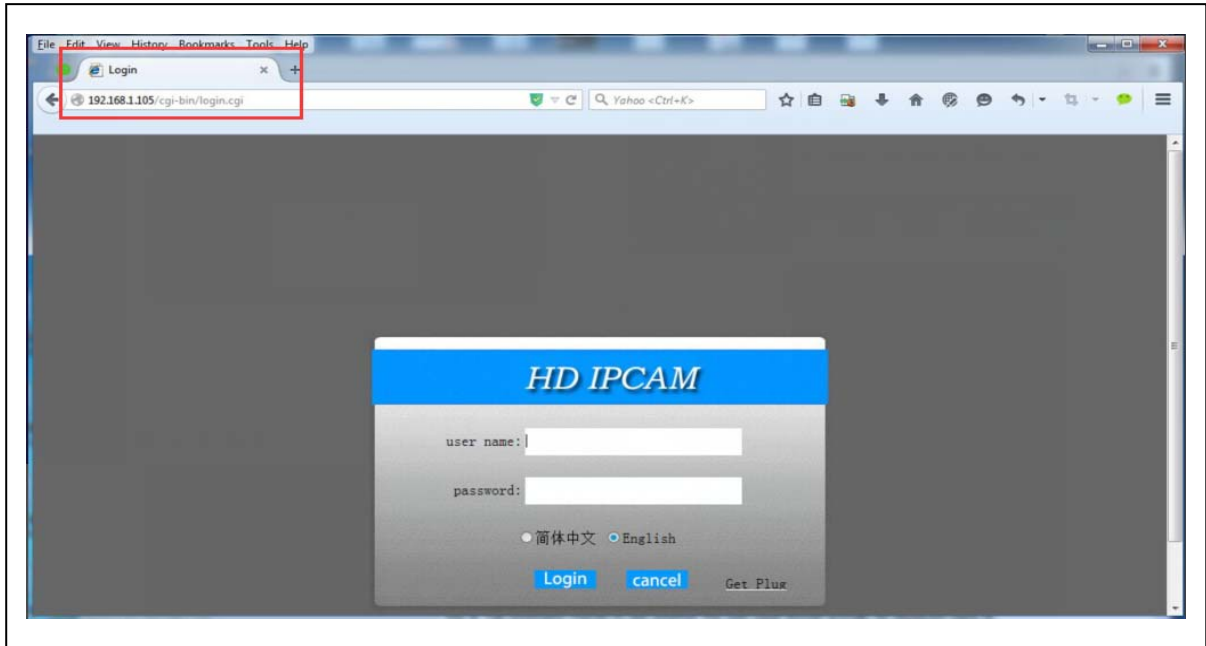 File Edit View History Bookmarks Tools Help
Login × +
192.168.1.105/cgi-bin/login.cgi
Yahoo <Ctrl+K>
HD IPCAM
user name:
password:
简体中文 English
Login cancel Get Plug